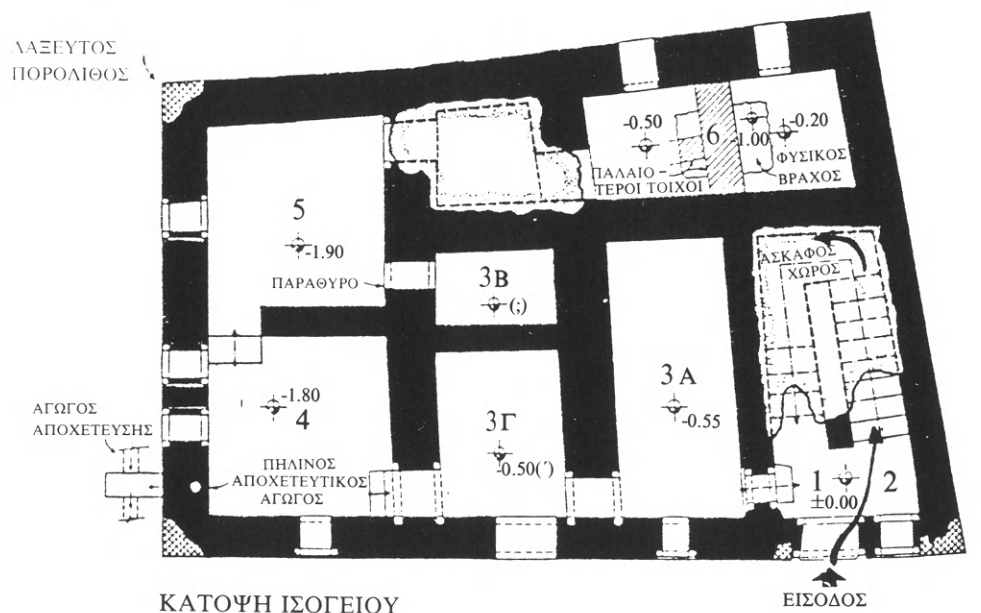 ΛΑΞΕΥΤΟΣ
ΠΟΡΟΛΙΘΟΣ
-0.50
6
-1.00
-0.20
ΠΑΛΑΙΟ-
ΤΕΡΟΙ ΤΟΙΧΟΙ
ΦΥΣΙΚΟΣ
ΒΡΑΧΟΣ
5
-1.90
ΠΑΡΑΘΥΡΟ
3Β
(;)
ΑΣΚΑΦΟΣ
ΧΩΡΟΣ
-1.80
4
3Γ
-0.50(´)
3Α
-0.55
ΑΓΩΓΟΣ
ΑΠΟΧΕΤΕΥΣΗΣ
ΠΗΛΙΝΟΣ
ΑΠΟΧΕΤΕΥΤΙΚΟΣ
ΑΓΩΓΟΣ
1
±0.00
2
ΚΑΤΟΨΗ ΙΣΟΓΕΙΟΥ
ΕΙΣΟΔΟΣ